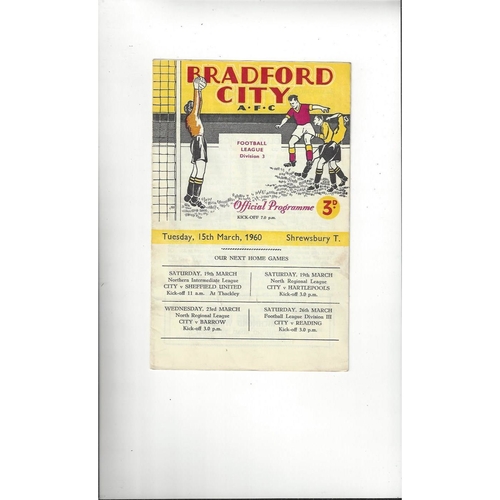 BRADFORD
CITY
A·F·C
FOOTBALL
LEAGUE
Division 3
Official Programme
KICK-OFF 7.0 p.m.
3D.
Tuesday, 15th March, 1960 Shrewsbury T.
OUR NEXT HOME GAMES
SATURDAY, 19th MARCH
Northern Intermediate League
CITY v SHEFFIELD UNITED
Kick-off 11 a.m. At Thackley
SATURDAY, 19th MARCH
North Regional League
CITY v HARTLEPOOLS
Kick-off 3.0 p.m.
WEDNESDAY, 23rd MARCH
North Regional League
CITY v BARROW
Kick-off 3.0 p.m.
SATURDAY, 26th MARCH
Football League Division III
CITY v READING
Kick-off 3.0 p.m.